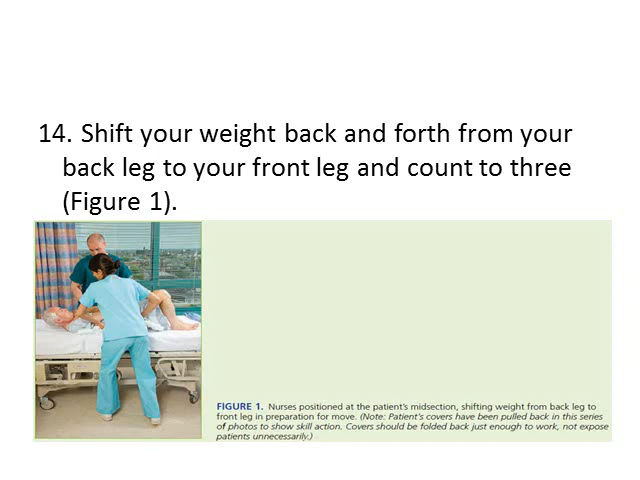 14. Shift your weight back and forth from your
back leg to your front leg and count to three
(Figure 1).
FIGURE 1. Nurses positioned at the patient's midsection, shifting weight from back leg to
front leg in preparation for move. (Note: Patient's covers have been pulled back in this series
of photos to show skill action. Covers should be folded back just enough to work, not expose
patients unnecessarily.)